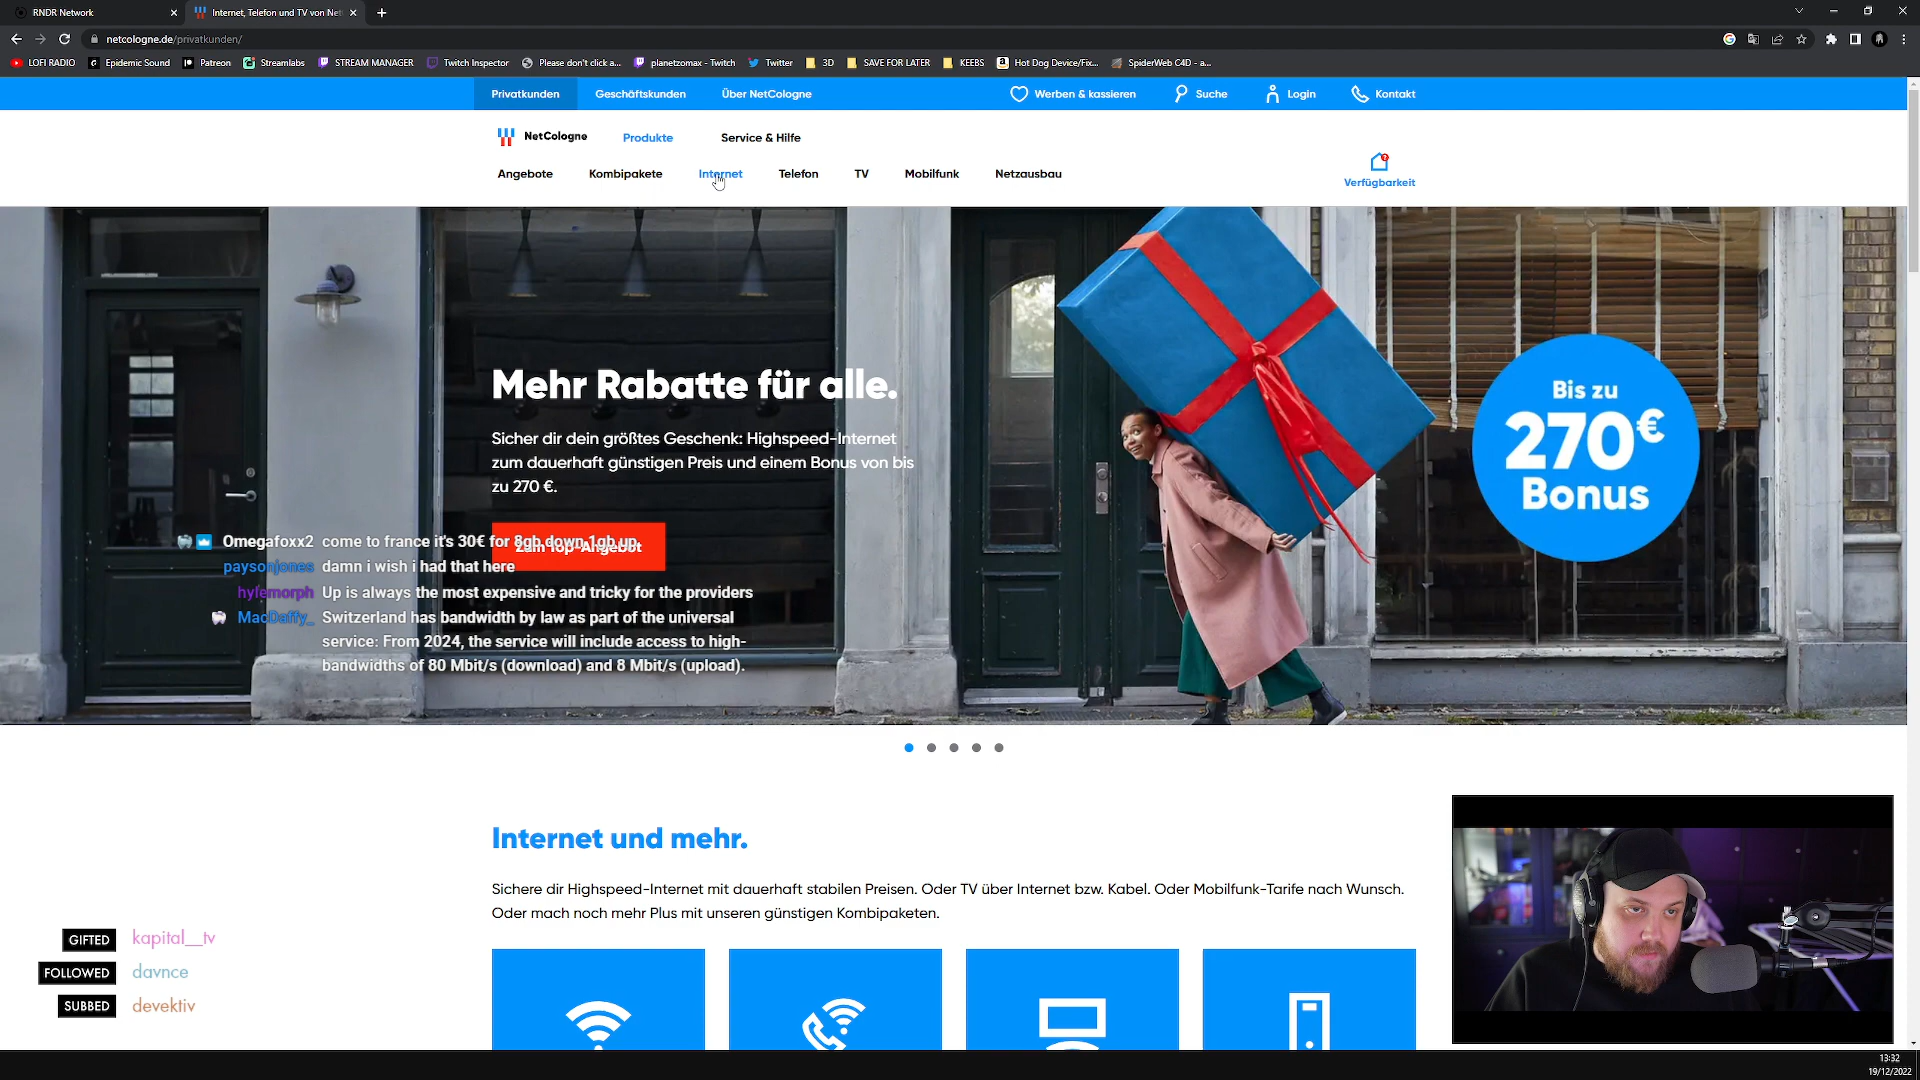 RNDR Network
Internet, Telefon und TV von Net
netcologne.de/privatkunden/
LOFI RADIO
Epidemic Sound
Patreon
Streamlabs
STREAM MANAGER
Twitch Inspector
Please don't click a...
planetzomax - Twitch
Twitter
3D
SAVE FOR LATER
KEEBS
Hot Dog Device/Fix...
SpiderWeb C4D - a...
Privatkunden
Geschäftskunden
Über NetCologne
Werben & kassieren
Suche
Login
Kontakt
NetCologne
Produkte
Service & Hilfe
Angebote
Kombipakete
Internet
Telefon
TV
Mobilfunk
Netzausbau
Verfügbarkeit
Mehr Rabatte für alle.
Sicher dir dein größtes Geschenk: Highspeed-Internet
zum dauerhaft günstigen Preis und einem Bonus von bis
zu 270 €.
Zum Top-Angebot
Bis zu
270€
Bonus
Omegafoxx2 come to france it's 30€ for 8gb down 1gb up
paysonjones damn i wish i had that here
hylemorph Up is always the most expensive and tricky for the providers
MacDaffy_ Switzerland has bandwidth by law as part of the universal
service: From 2024, the service will include access to high-
bandwidths of 80 Mbit/s (download) and 8 Mbit/s (upload).
Internet und mehr.
Sichere dir Highspeed-Internet mit dauerhaft stabilen Preisen. Oder TV über Internet bzw. Kabel. Oder Mobilfunk-Tarife nach Wunsch.
Oder mach noch mehr Plus mit unseren günstigen Kombipaketen.
GIFTED kapital__tv
FOLLOWED davnce
SUBBED devektiv
13:32
19/12/2022